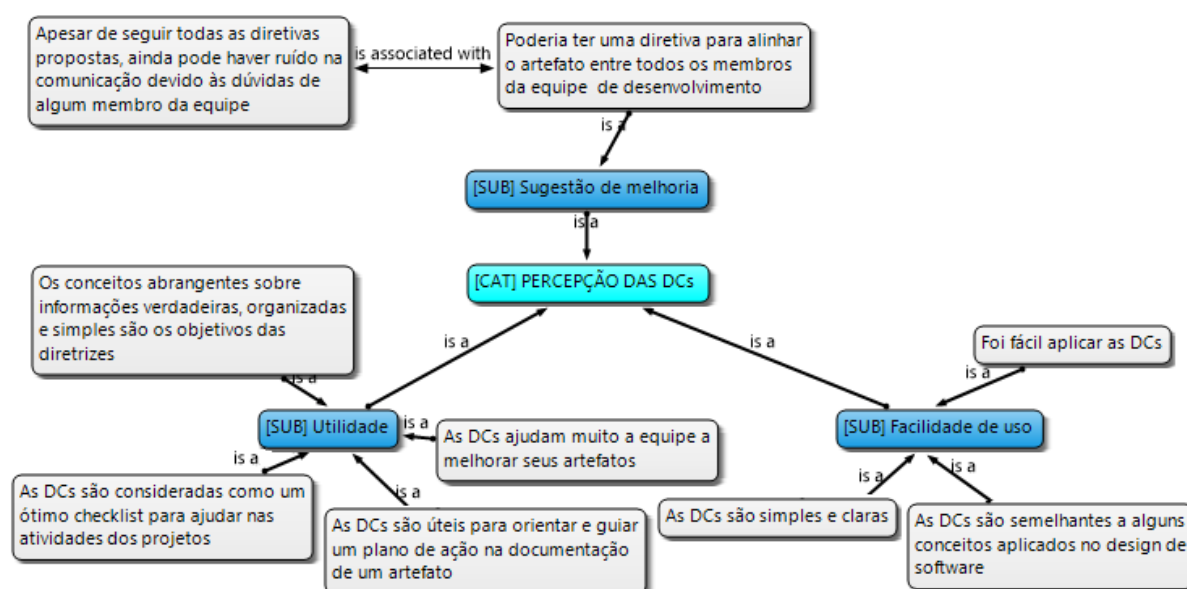 Apesar de seguir todas as diretivas
propostas, ainda pode haver ruído na
comunicação devido às dúvidas de
algum membro da equipe
is associated with
Poderia ter uma diretiva para alinhar
o artefato entre todos os membros
da equipe de desenvolvimento
is a
[SUB] Sugestão de melhoria
is a
[CAT] PERCEPÇÃO DAS DCs
Os conceitos abrangentes sobre
informações verdadeiras, organizadas
e simples são os objetivos das
diretrizes
is a
is a
Foi fácil aplicar as DCs
is a
is a
[SUB] Utilidade
is a
As DCs ajudam muito a equipe a
melhorar seus artefatos
[SUB] Facilidade de uso
is a
As DCs são consideradas como um
ótimo checklist para ajudar nas
atividades dos projetos
is a
As DCs são úteis para orientar e guiar
um plano de ação na documentação
de um artefato
is a
As DCs são simples e claras
is a
As DCs são semelhantes a alguns
conceitos aplicados no design de
software